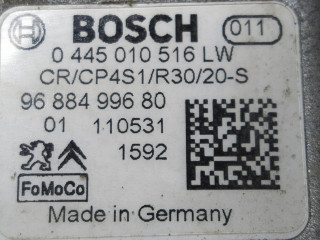 BOSCH 011
0 445 010 516 LW
CR/CP4S1/R30/20-S
96 884 996 80
01 110531
1592
FoMoCo
Made in Germany